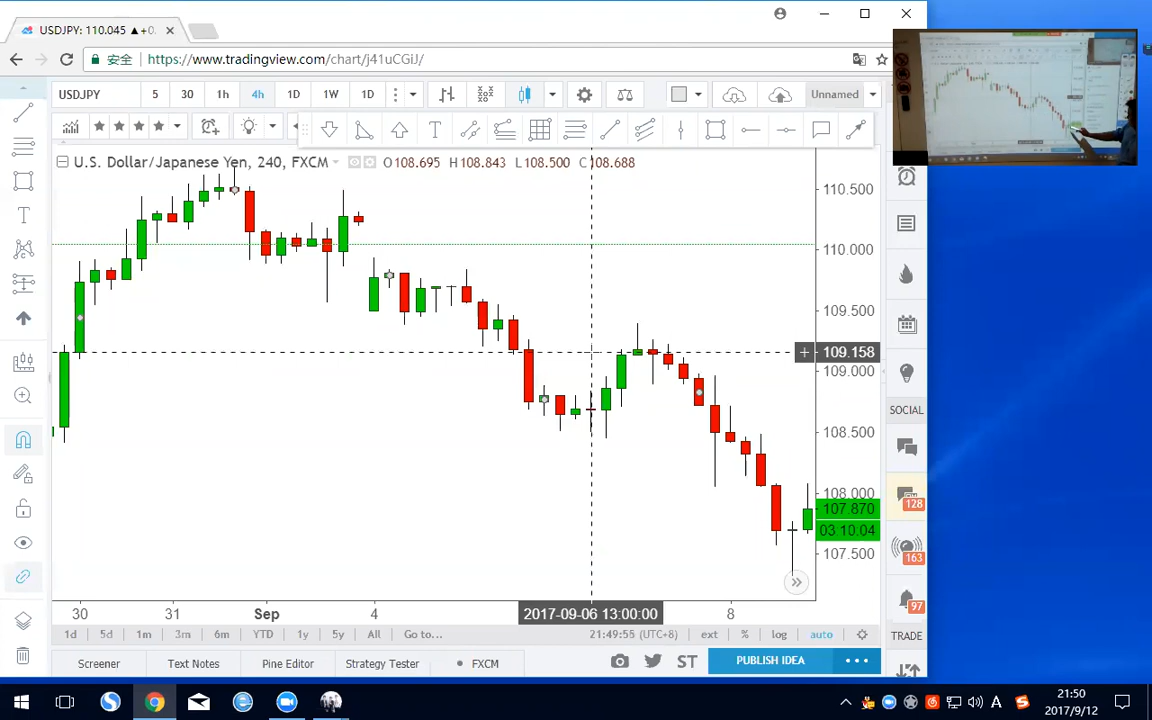 USDJPY: 110.045 ▲+0.
安全
https://www.tradingview.com/chart/j41uCGiJ/
USDJPY 5 30 1h 4h 1D 1W 1D Unnamed
T
U.S. Dollar/Japanese Yen, 240, FXCM O108.695 H108.843 L108.500 C108.688
110.500
110.000
109.500
109.158
109.000
108.500
108.000
107.870
03:10:04
107.500
30 31 Sep 4 2017-09-06 13:00:00 8
1d 5d 1m 3m 6m YTD 1y 5y All Go to... 21:49:55 (UTC+8) ext % log auto
Screener Text Notes Pine Editor Strategy Tester • FXCM ST PUBLISH IDEA
T
SOCIAL
128
163
97
TRADE
A
21:50
2017/9/12